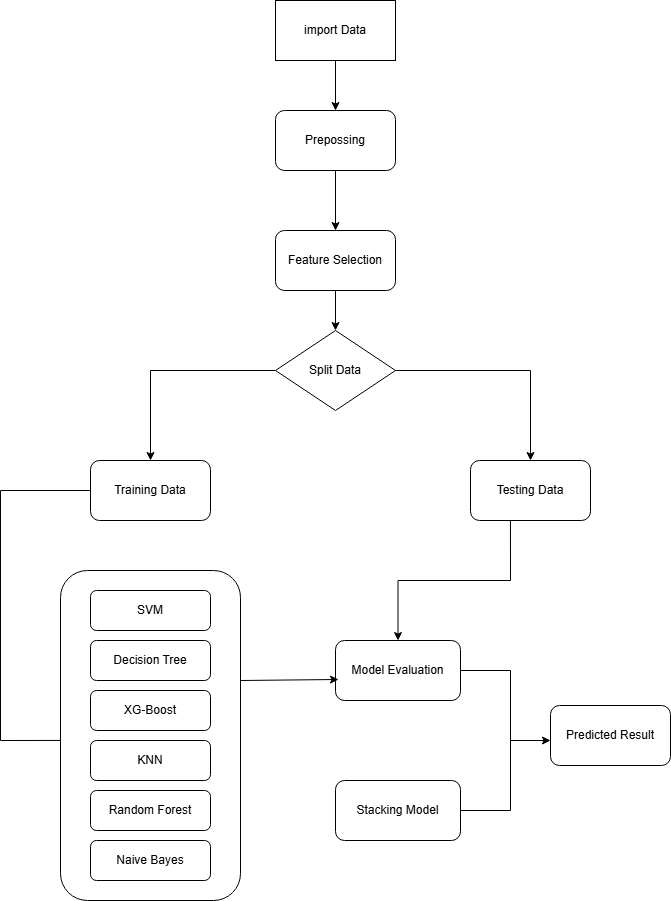 import Data
Prepossing
Feature Selection
Split Data
Training Data
Testing Data
SVM
Decision Tree
XG-Boost
KNN
Random Forest
Naive Bayes
Model Evaluation
Predicted Result
Stacking Model